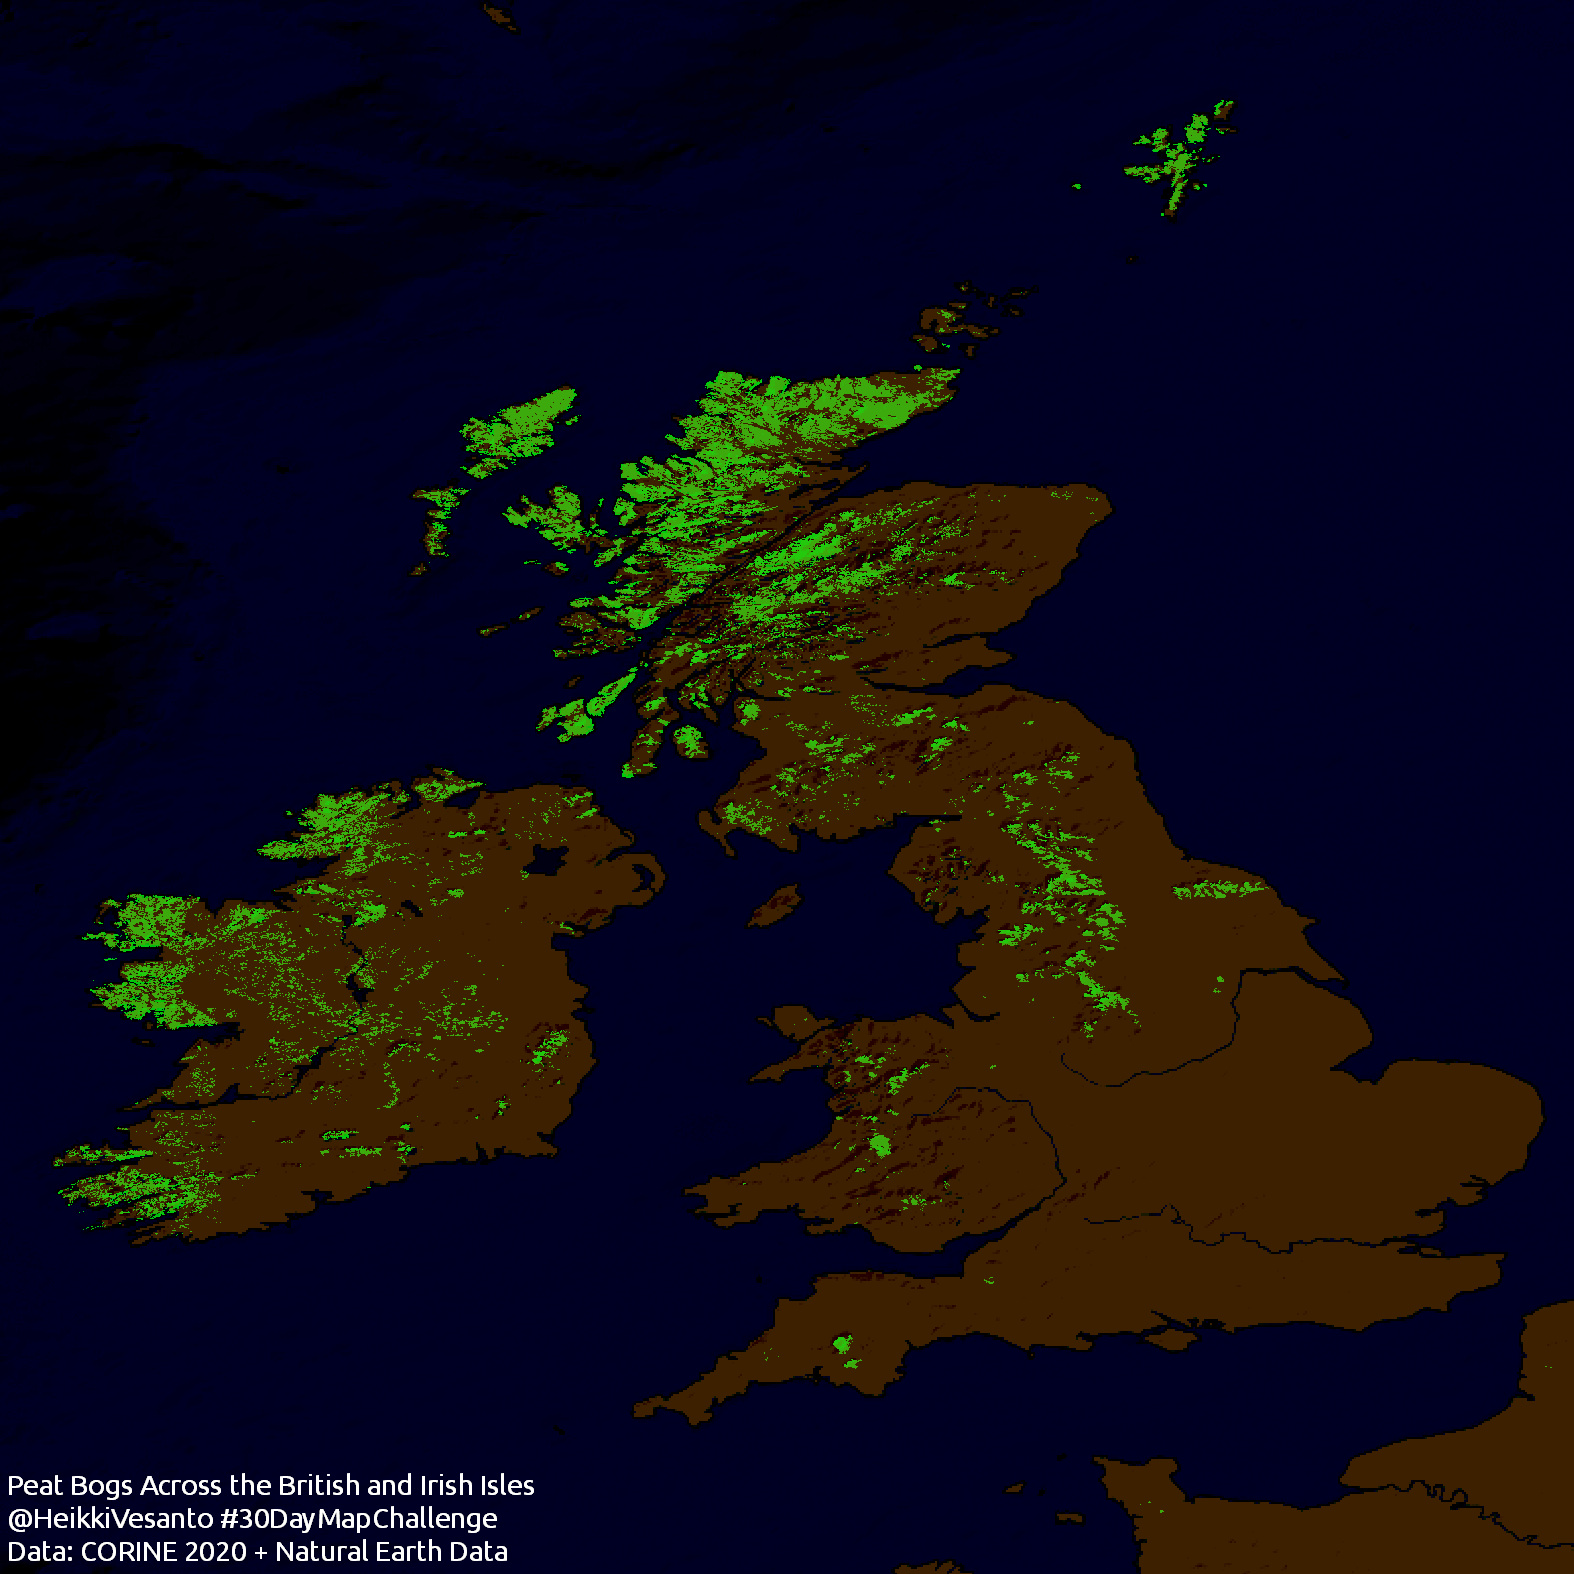 Peat Bogs Across the British and Irish Isles
@HeikkiVesanto #30DayMapChallenge
Data: CORINE 2020 + Natural Earth Data